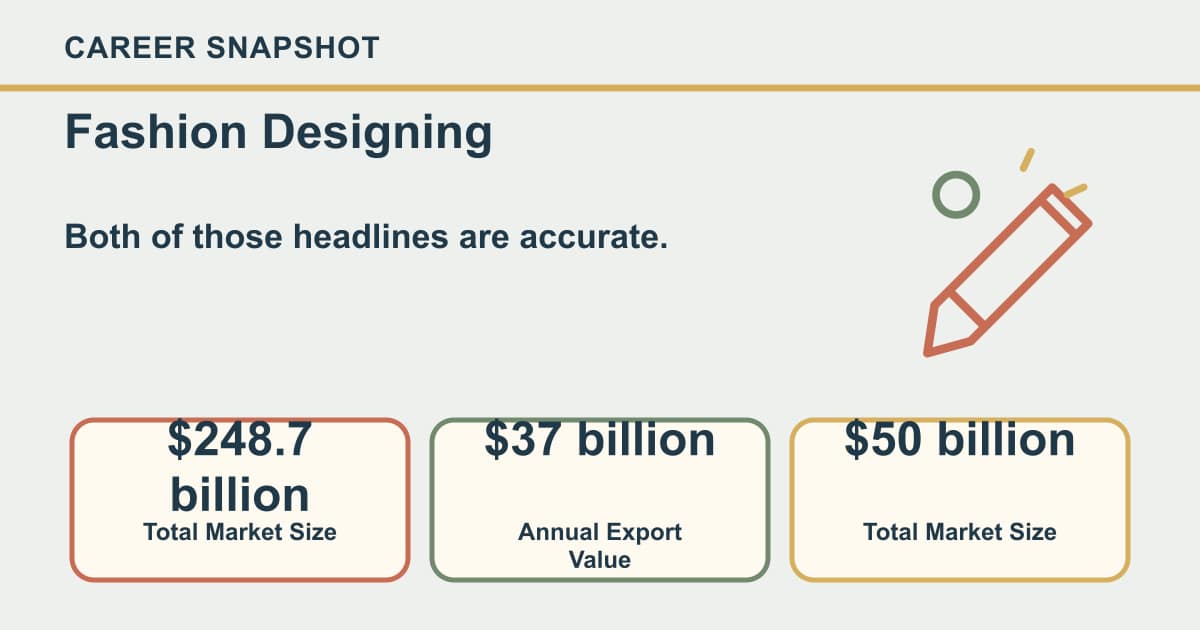 CAREER SNAPSHOT
Fashion Designing
Both of those headlines are accurate.
$248.7
billion
Total Market Size
$37 billion
Annual Export
Value
$50 billion
Total Market Size